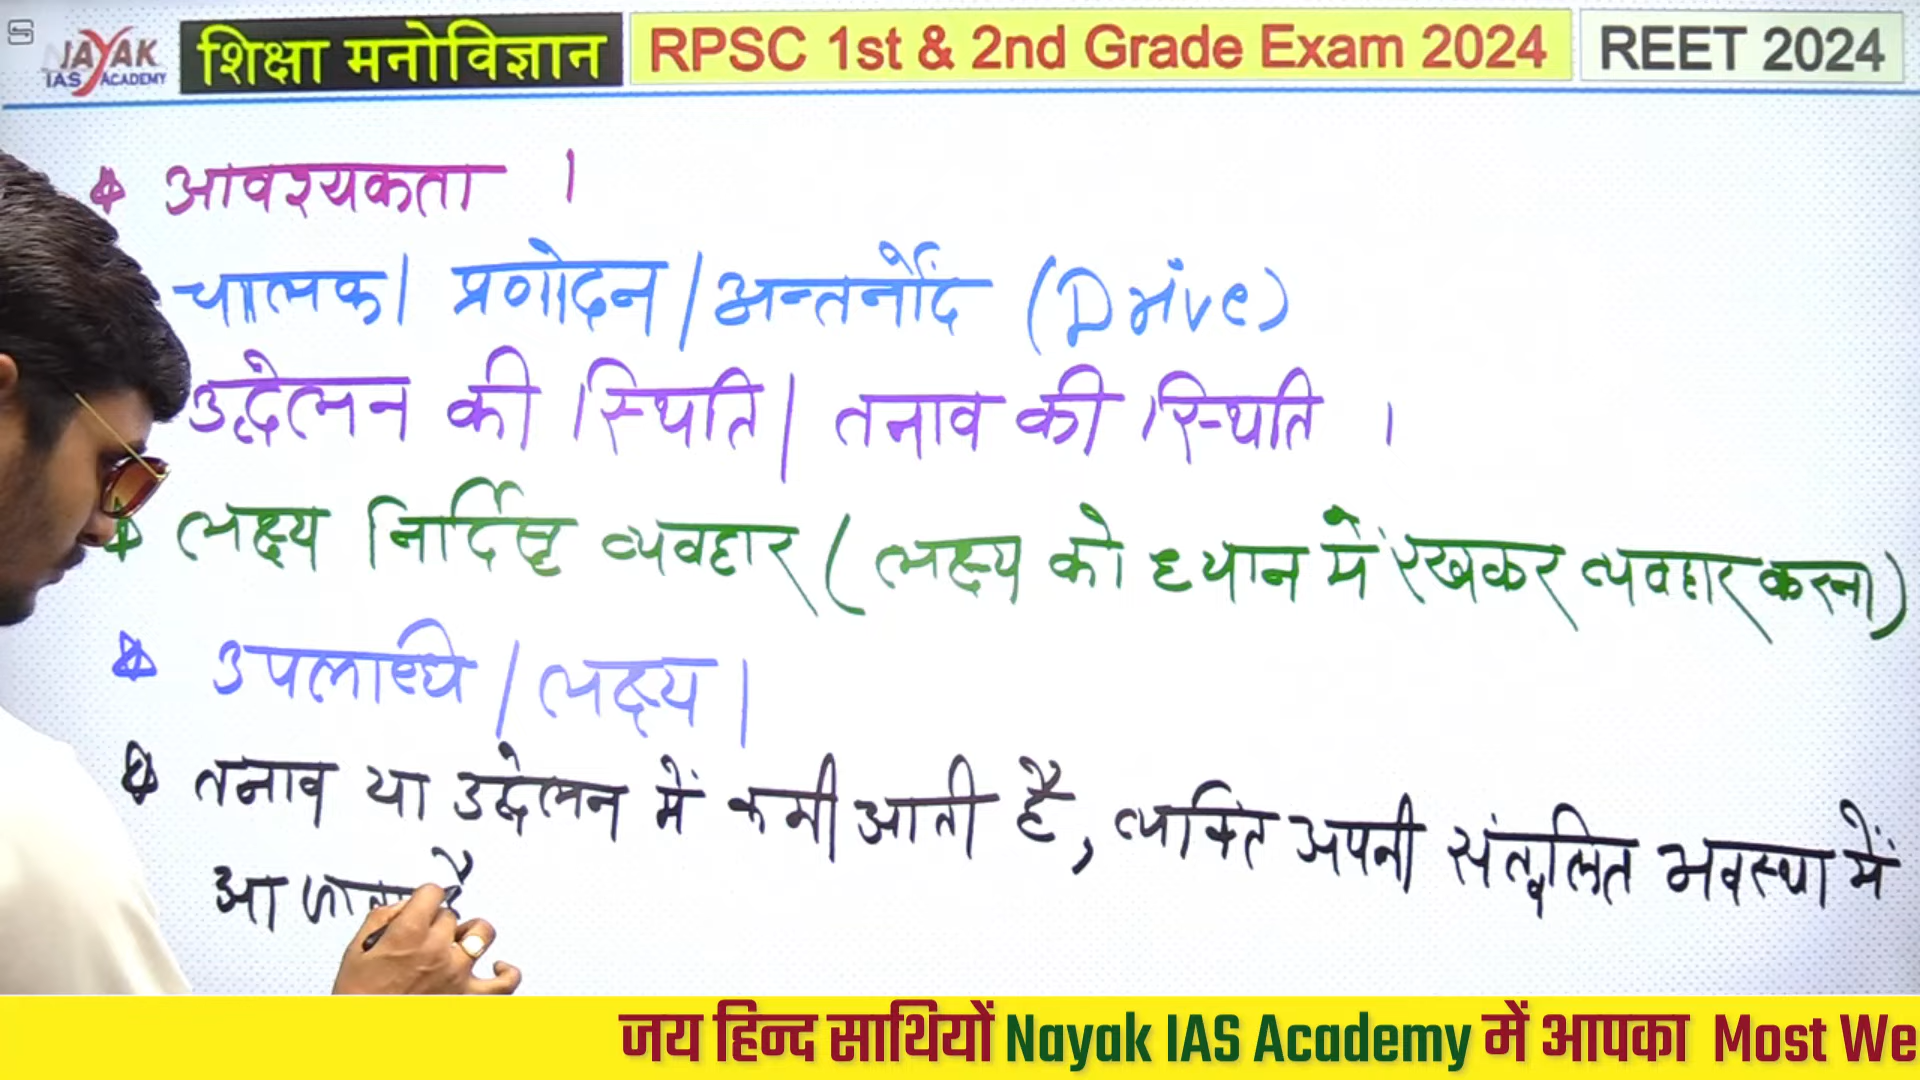 NAYAK
IAS ACADEMY
शिक्षा मनोविज्ञान
RPSC 1st & 2nd Grade Exam 2024
REET 2024
आवश्यकता ।
चालक। प्रणोदन / अन्तर्नोद (Drive)
उद्वेलन की स्थिति / तनाव की स्थिति ।
लक्ष्य निर्दिष्ट व्यवहार ( लक्ष्य को ध्यान में रखकर व्यवहार करना)
उपलब्धि / लक्ष्य |
तनाव या उद्वेलन में कमी आती है, व्यक्ति अपनी संतुलित अवस्था में
आ जाता है
जय हिन्द साथियों Nayak IAS Academy में आपका Most We